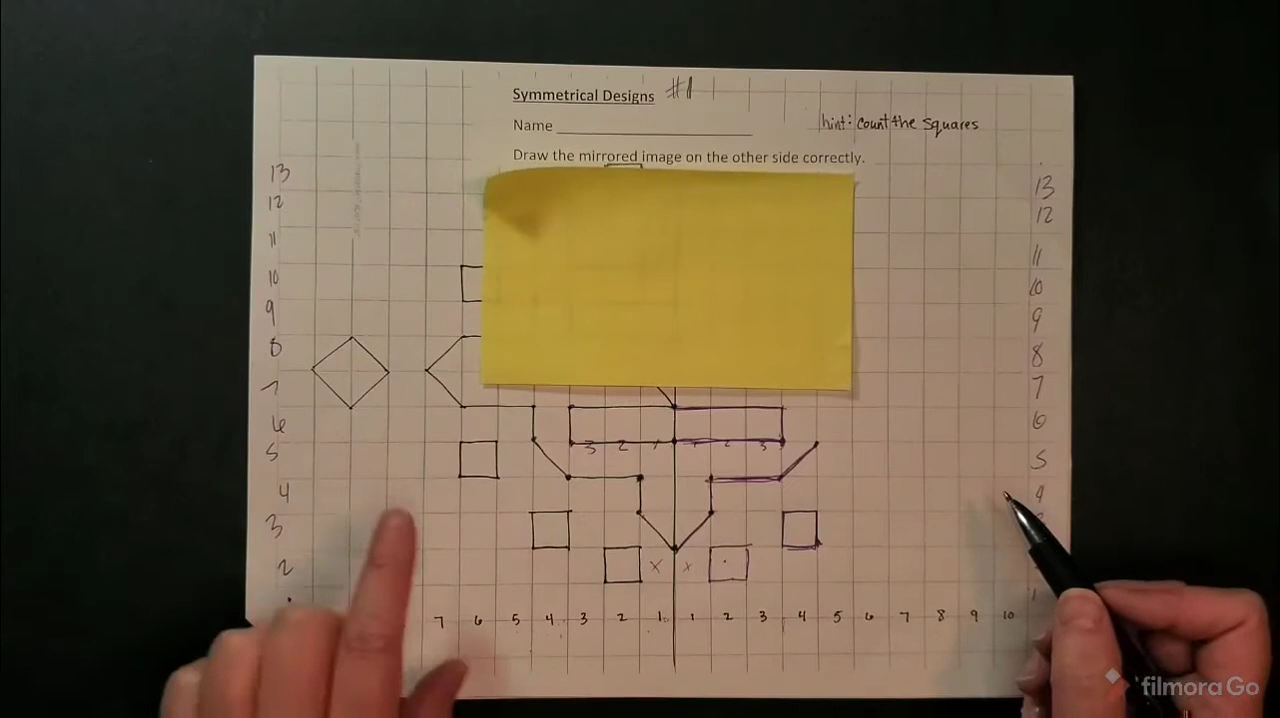 Symmetrical Designs #1
Name
hint: count the squares
Draw the mirrored image on the other side correctly.
13 13
12 12
11 11
10 10
9 9
8 8
7 7
6 6
5 5
3 2 1 1 2 3
4 4
3
x x
2
7 6 5 4 3 2 1 1 2 3 4 5 6 7 8 9 10
filmora Go